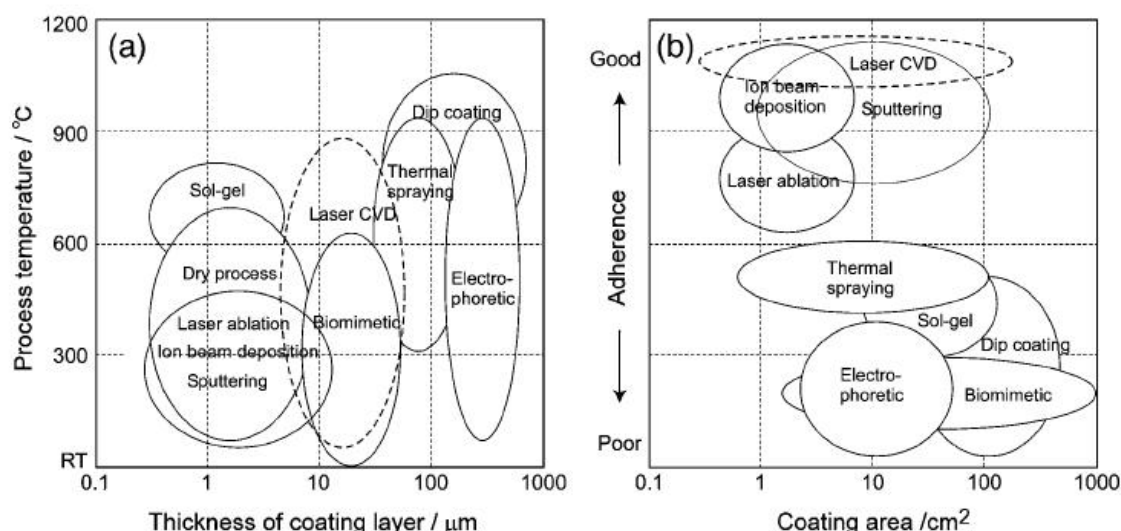 (a)
1200
900
600
300
RT
Process temperature / °C
Dip coating
Thermal
spraying
Sol-gel
Laser CVD
Dry process
Electro-
phoretic
Laser ablation
Biomimetic
Ion beam deposition
Sputtering
0.1 1 10 100 1000
Thickness of coating layer / μm
(b)
Good
Adherence
Poor
Laser CVD
Ion beam
deposition
Sputtering
Laser ablation
Thermal
spraying
Sol-gel
Dip coating
Electro-
phoretic
Biomimetic
0.1 1 10 100 1000
Coating area /cm2